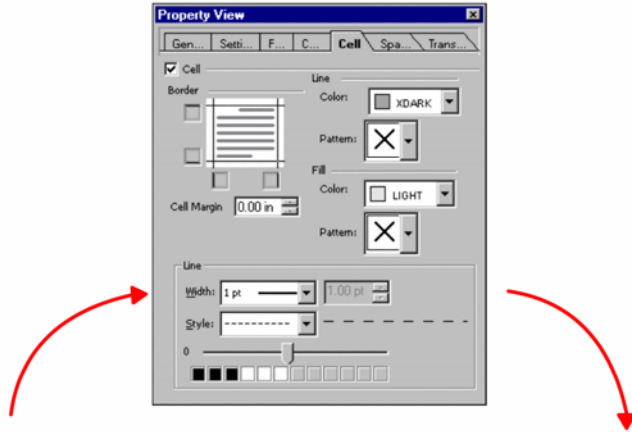 Property View
Gen... Setti... F... C... Cell Spa... Trans...
Cell
Border
Line
Color: XDARK
Pattern:
Fill
Color: LIGHT
Cell Margin 0.00 in
Pattern:
Line
Width: 1 pt 1.00 pt
Style:
0